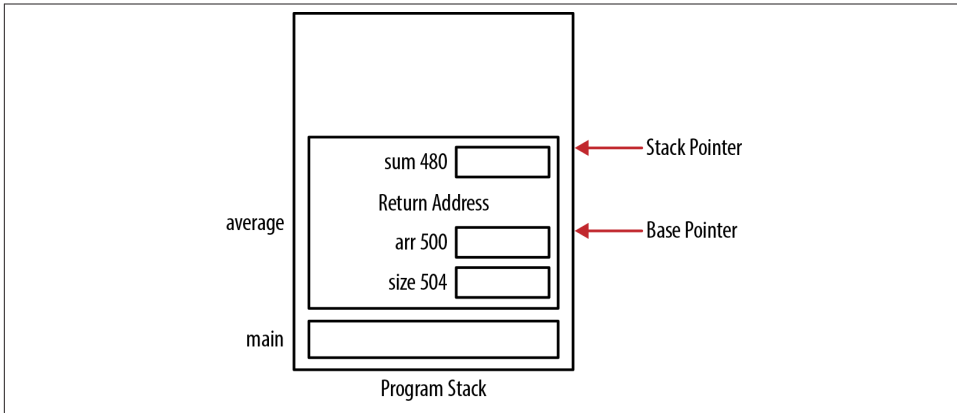 sum 480
Stack Pointer
Return Address
average
arr 500
Base Pointer
size 504
main
Program Stack